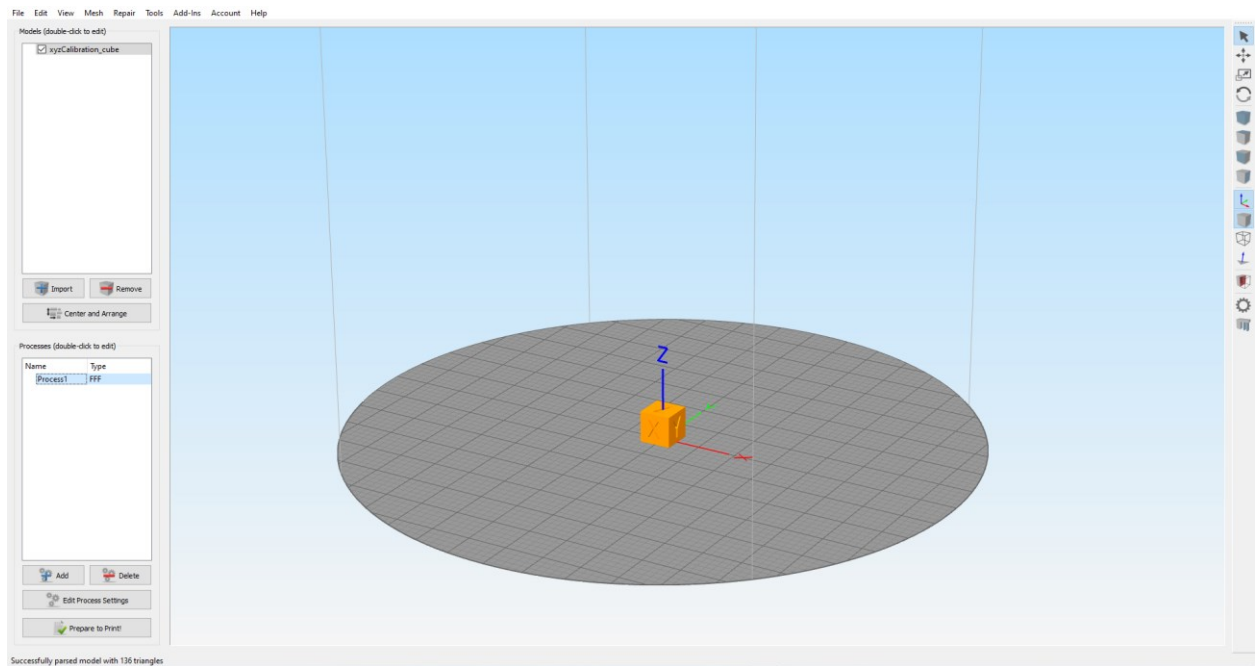 File Edit View Mesh Repair Tools Add-Ins Account Help
Models (double-click to edit)
xyzCalibration_cube
Import Remove
Center and Arrange
Processes (double-click to edit)
Name Type
Process1 FFF
Add Delete
Edit Process Settings
Prepare to Print!
Z
X Y
X
Successfully parsed model with 136 triangles